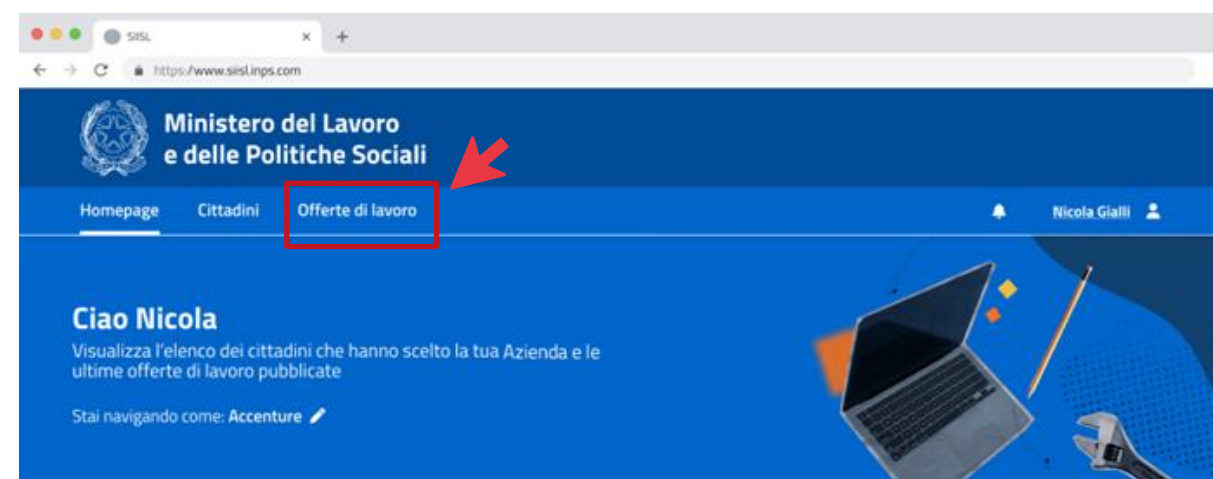 SIISL
https:/www.siisl.inps.com
Ministero del Lavoro
e delle Politiche Sociali
Homepage Cittadini Offerte di lavoro Nicola Gialli
Ciao Nicola
Visualizza l'elenco dei cittadini che hanno scelto la tua Azienda e le
ultime offerte di lavoro pubblicate
Stai navigando come: Accenture